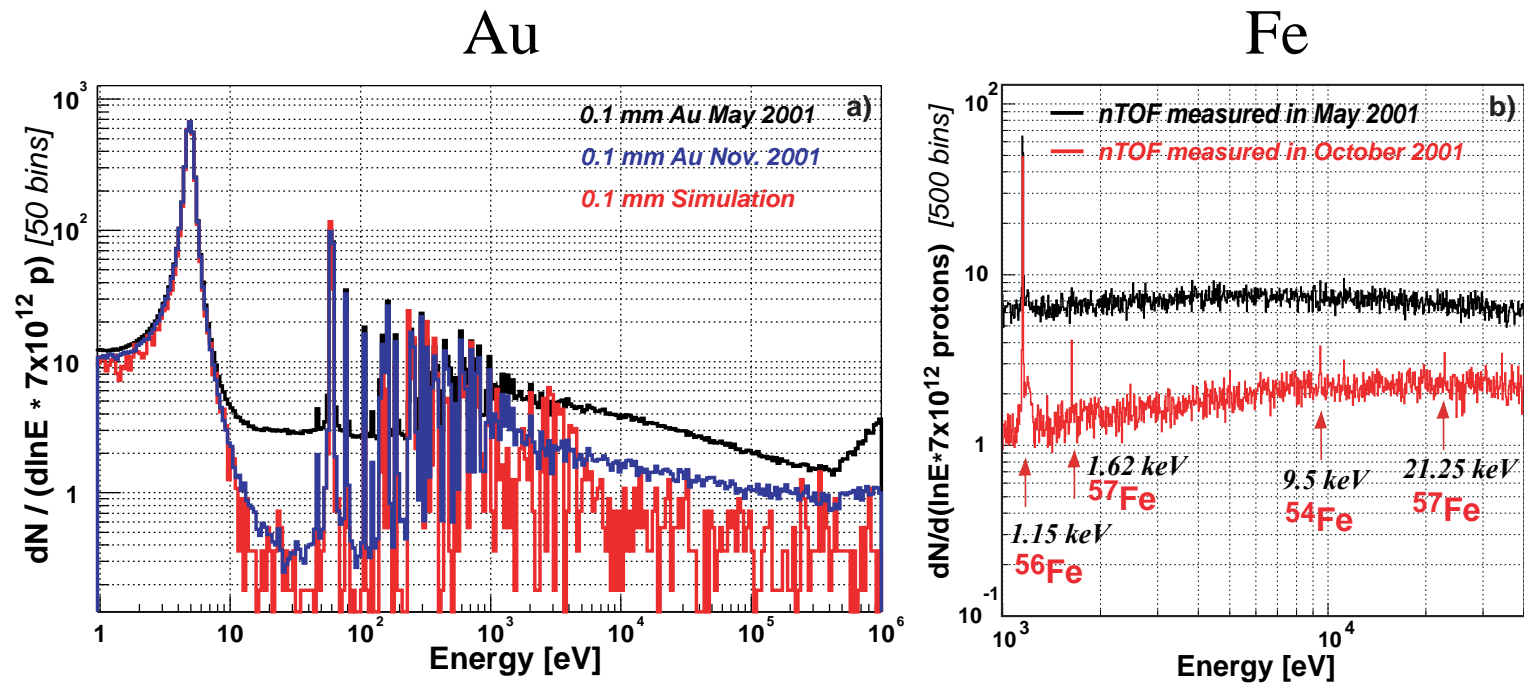 Au
Fe
a)
0.1 mm Au May 2001
0.1 mm Au Nov. 2001
0.1 mm Simulation
dN / (dlnE * 7x10¹² p) [50 bins]
10³
10²
10
1
1
10
10²
10³
10⁴
10⁵
10⁶
Energy [eV]
b)
nTOF measured in May 2001
nTOF measured in October 2001
dN/d(lnE*7x10¹² protons) [500 bins]
10²
10
1
10⁻¹
1.15 keV
⁵⁶Fe
1.62 keV
⁵⁷Fe
9.5 keV
⁵⁴Fe
21.25 keV
⁵⁷Fe
10³
10⁴
Energy [eV]